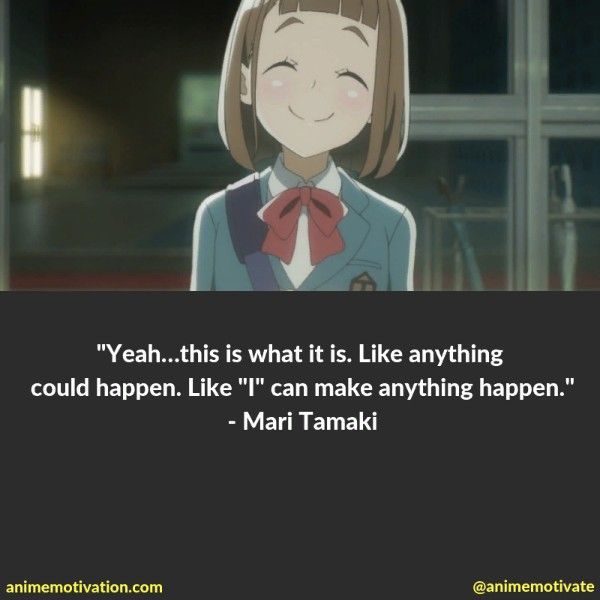 "Yeah...this is what it is. Like anything
could happen. Like "I" can make anything happen."
- Mari Tamaki
animemotivation.com
@animemotivate